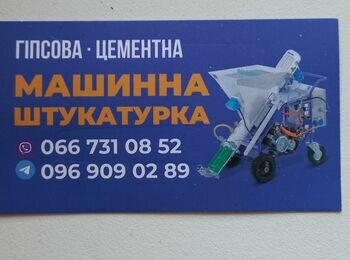 ГІПСОВА · ЦЕМЕНТНА
МАШИННА
ШТУКАТУРКА
066 731 08 52
096 909 02 89